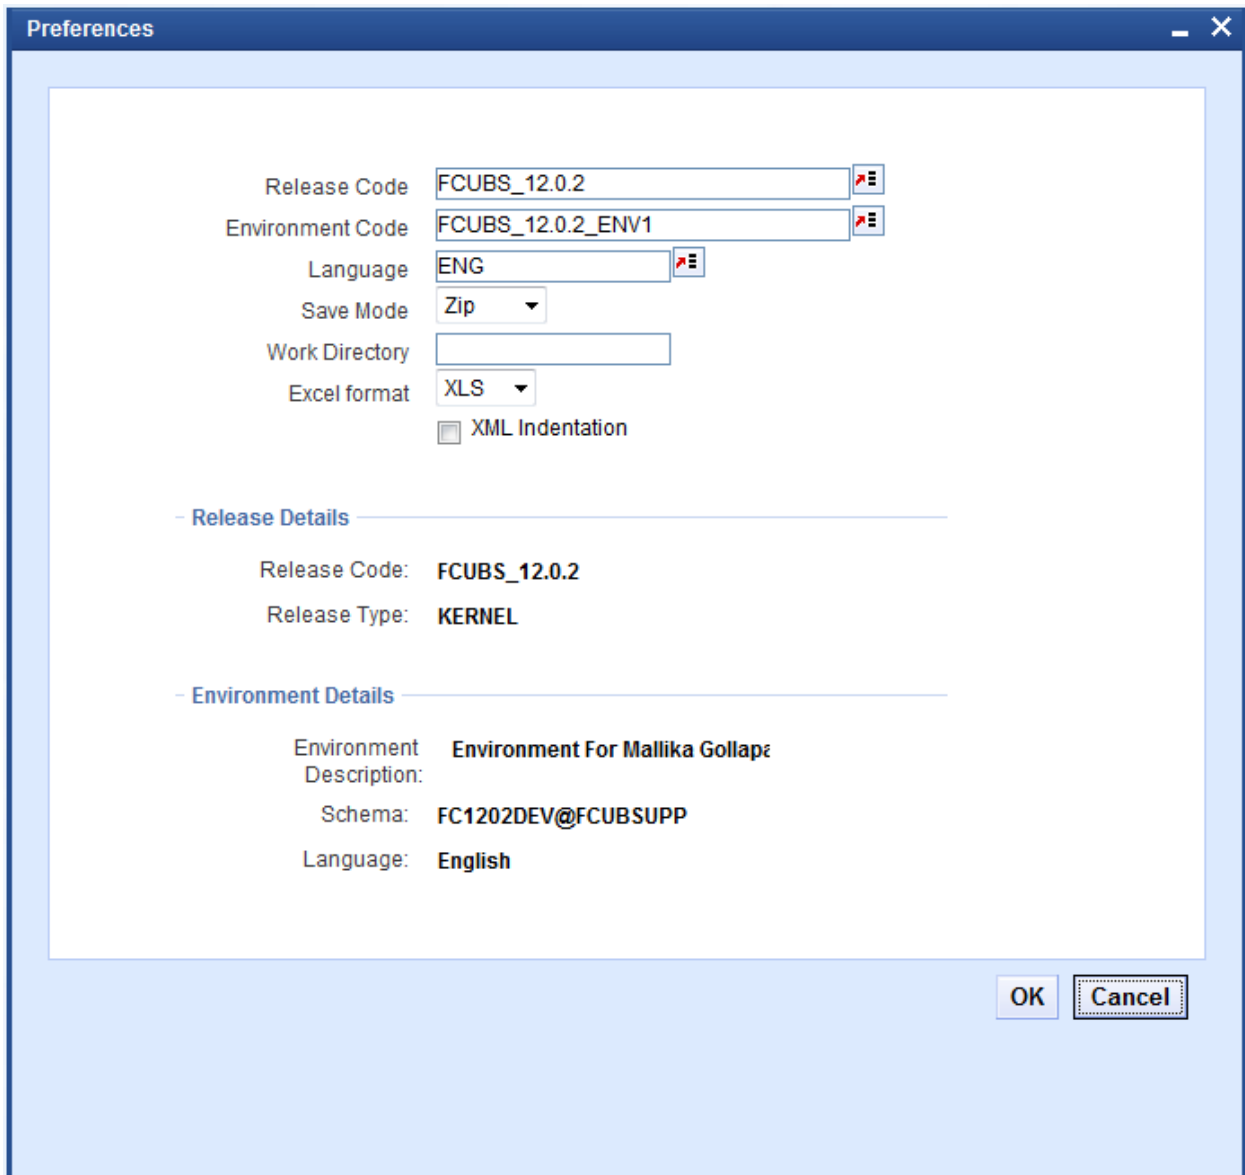 Preferences
Release Code FCUBS_12.0.2
Environment Code FCUBS_12.0.2_ENV1
Language ENG
Save Mode Zip
Work Directory
Excel format XLS
XML Indentation
Release Details
Release Code: FCUBS_12.0.2
Release Type: KERNEL
Environment Details
Environment Environment For Mallika
Description:
Schema: FC1202DEV@FCUBSUPP
Language: English
OK Cancel